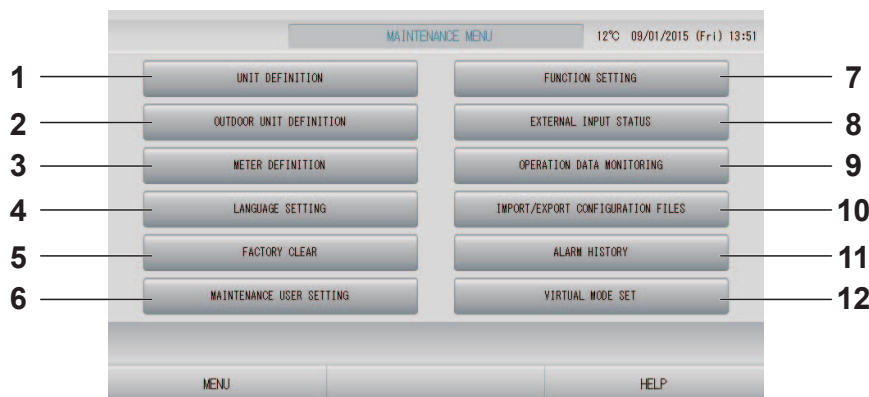 MAINTENANCE MENU 12°C 09/01/2015 (Fri) 13:51
1 UNIT DEFINITION FUNCTION SETTING 7
2 OUTDOOR UNIT DEFINITION EXTERNAL INPUT STATUS 8
3 METER DEFINITION OPERATION DATA MONITORING 9
4 LANGUAGE SETTING IMPORT/EXPORT CONFIGURATION FILES 10
5 FACTORY CLEAR ALARM HISTORY 11
6 MAINTENANCE USER SETTING VIRTUAL MODE SET 12
MENU HELP